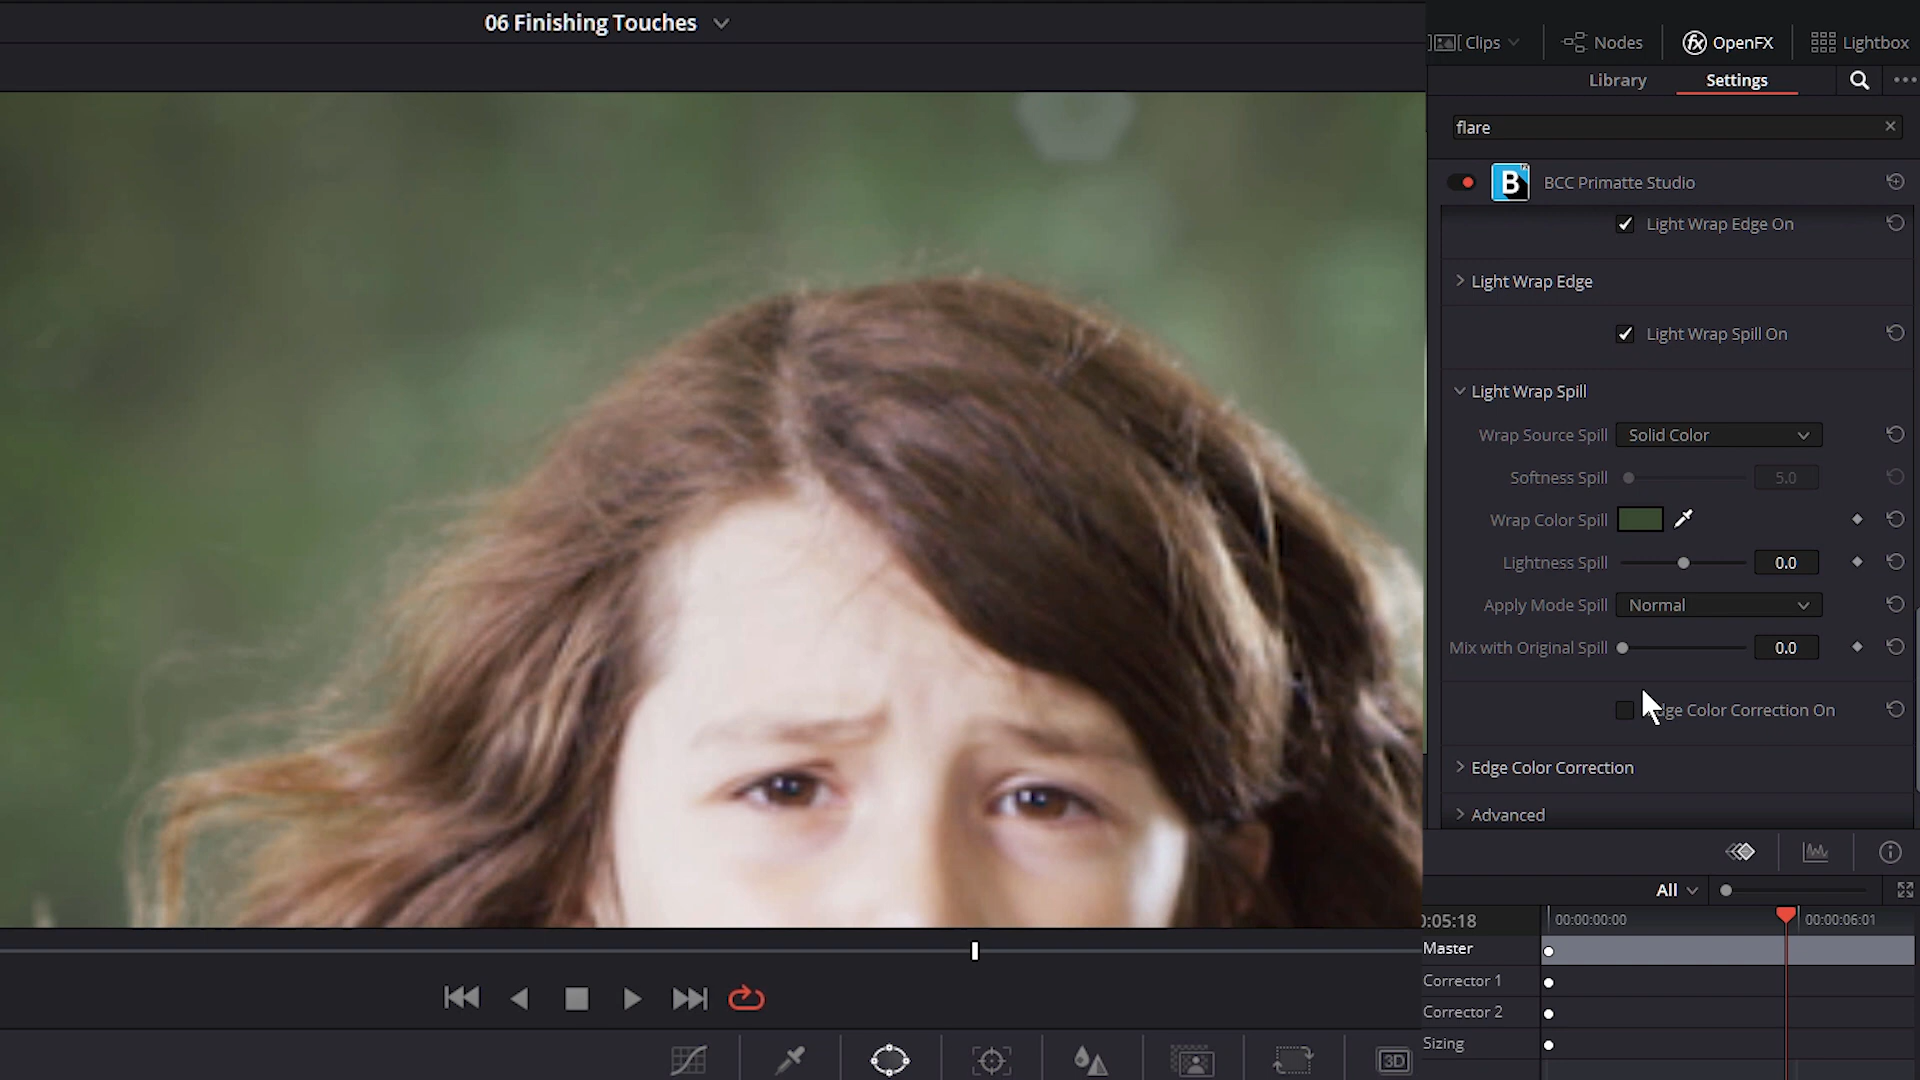 06 Finishing Touches
Clips
Nodes
fx OpenFX
Lightbox
Library
Settings
flare
B BCC Primatte Studio
Light Wrap Edge On
Light Wrap Edge
Light Wrap Spill On
Light Wrap Spill
Wrap Source Spill Solid Color
Softness Spill 5.0
Wrap Color Spill
Lightness Spill 0.0
Apply Mode Spill Normal
Mix with Original Spill 0.0
dge Color Correction On
Edge Color Correction
Advanced
All
0:05:18 00:00:00:00 00:00:06:01
Master
Corrector 1
Corrector 2
Sizing
3D